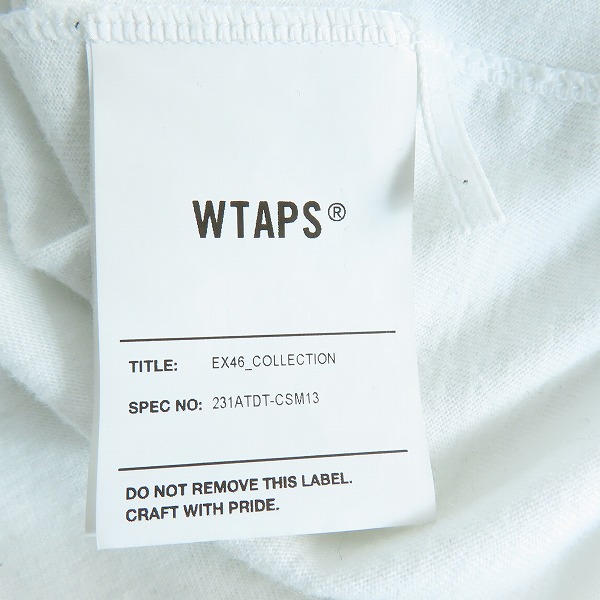 WTAPS®
TITLE: EX46_COLLECTION
SPEC NO: 231ATDT-CSM13
DO NOT REMOVE THIS LABEL.
CRAFT WITH PRIDE.